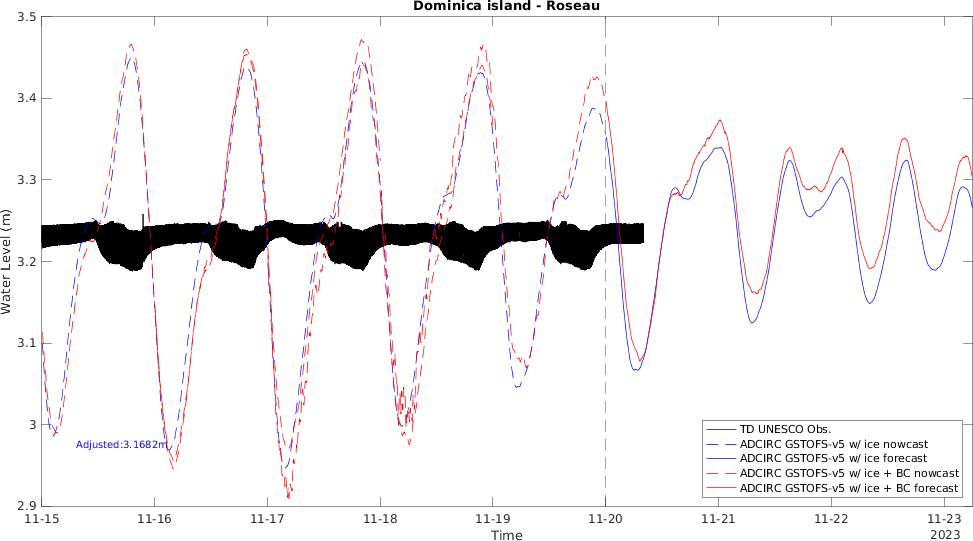 Dominica island - Roseau
3.5
3.4
3.3
3.2
3.1
3
2.9
Water Level (m)
Adjusted:3.1682m
TD UNESCO Obs.
ADCIRC GSTOFS-v5 w/ ice nowcast
ADCIRC GSTOFS-v5 w/ ice forecast
ADCIRC GSTOFS-v5 w/ ice + BC nowcast
ADCIRC GSTOFS-v5 w/ ice + BC forecast
11-15 11-16 11-17 11-18 11-19 11-20 11-21 11-22 11-23
Time
2023